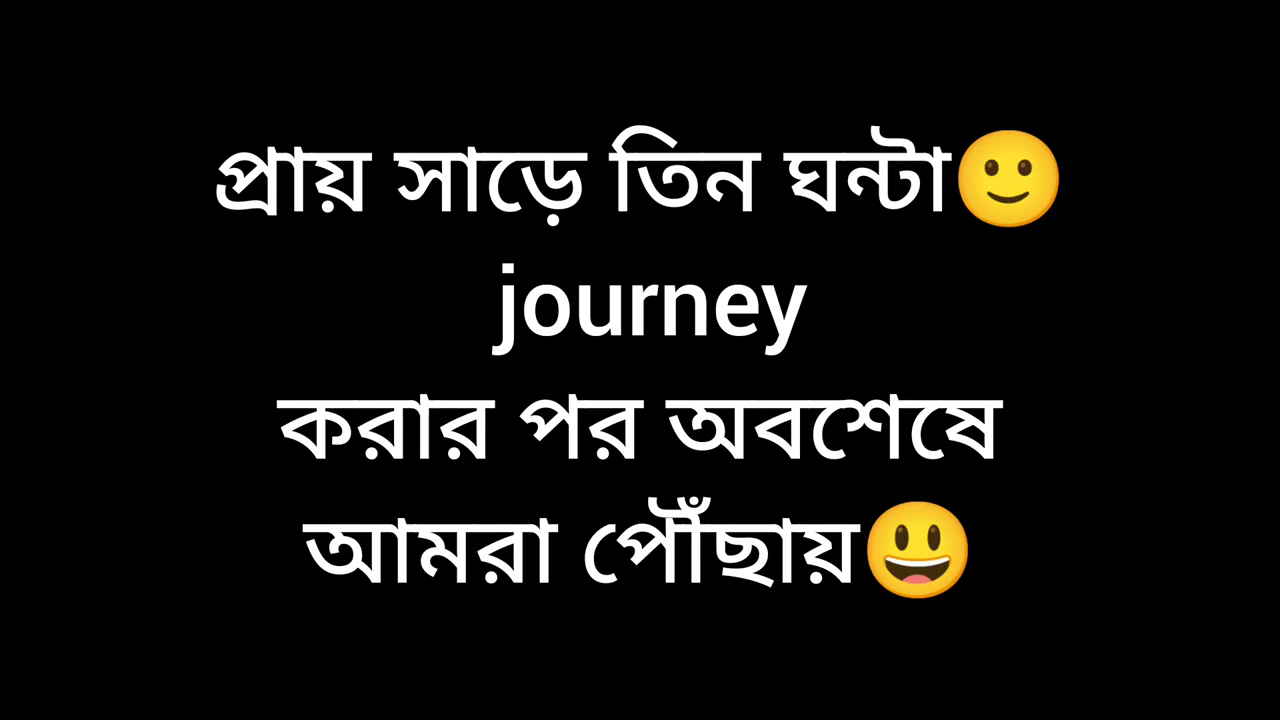 প্রায় সাড়ে তিন ঘন্টা🙂
journey
করার পর অবশেষে
আমরা পৌঁছায়😃